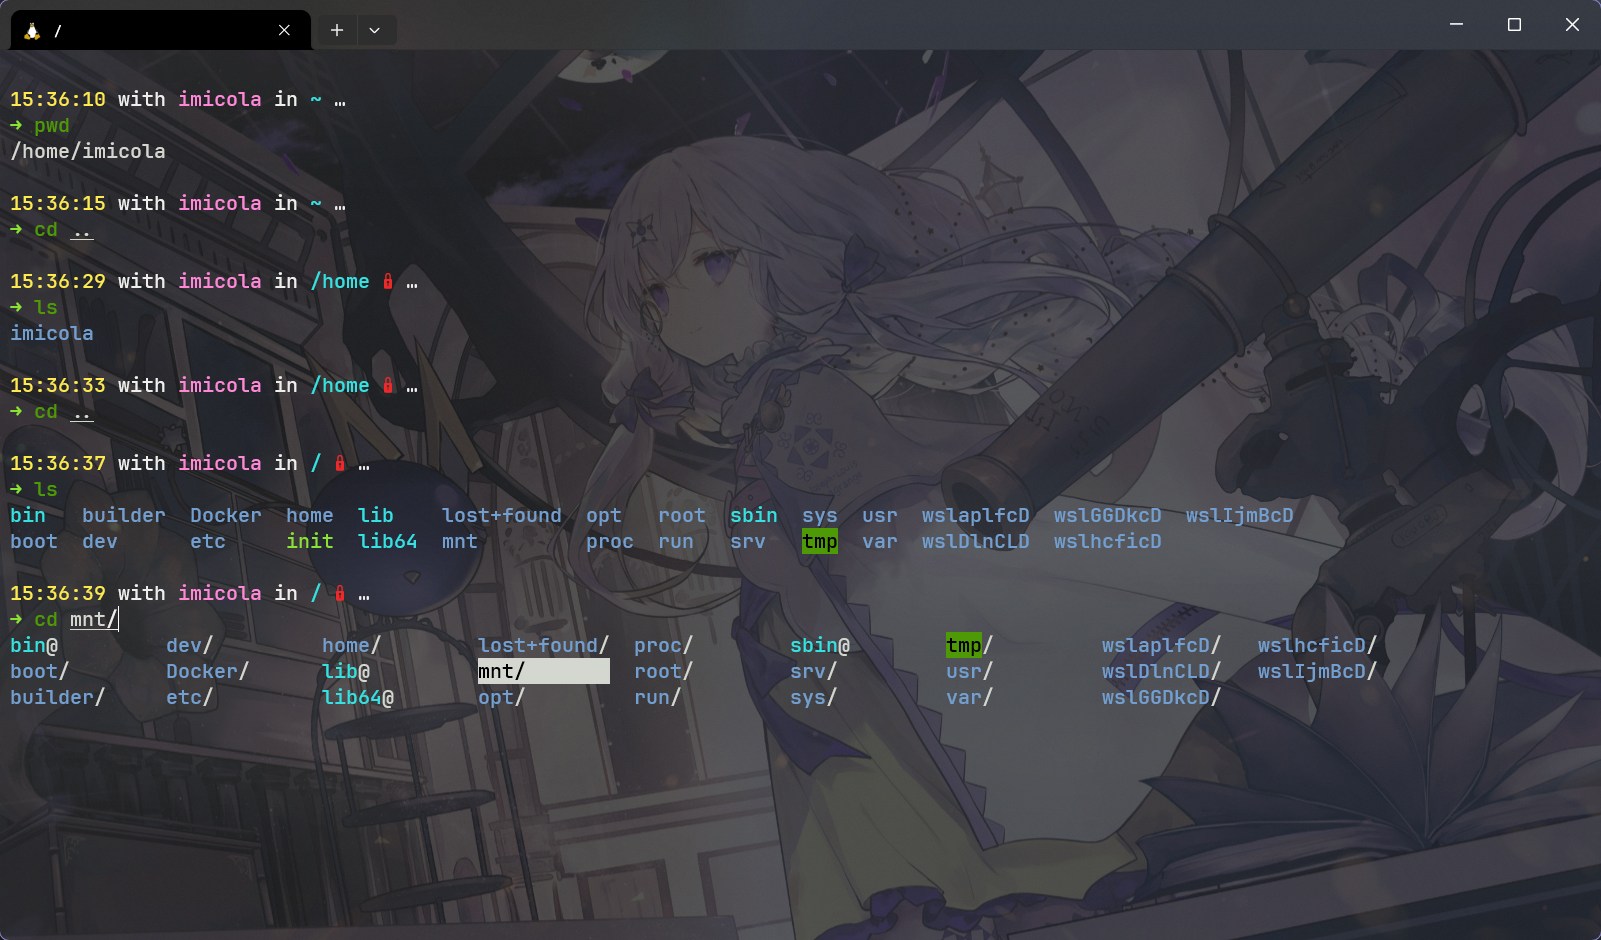 /
15:36:10 with imicola in ~ …
➜ pwd
/home/imicola
15:36:15 with imicola in ~ …
➜ cd ..
15:36:29 with imicola in /home 🔒 …
➜ ls
imicola
15:36:33 with imicola in /home 🔒 …
➜ cd ..
15:36:37 with imicola in / 🔒 …
➜ ls
bin builder Docker home lib lost+found opt root sbin sys usr wslaplfcD wslGGDkcD wslIjmBcD
boot dev etc init lib64 mnt proc run srv tmp var wslDlnCLD wslhcficD
15:36:39 with imicola in / 🔒 …
➜ cd mnt/
bin@ dev/ home/ lost+found/ proc/ sbin@ tmp/ wslaplfcD/ wslhcficD/
boot/ Docker/ lib@ mnt/ root/ srv/ usr/ wslDlnCLD/ wslIjmBcD/
builder/ etc/ lib64@ opt/ run/ sys/ var/ wslGGDkcD/